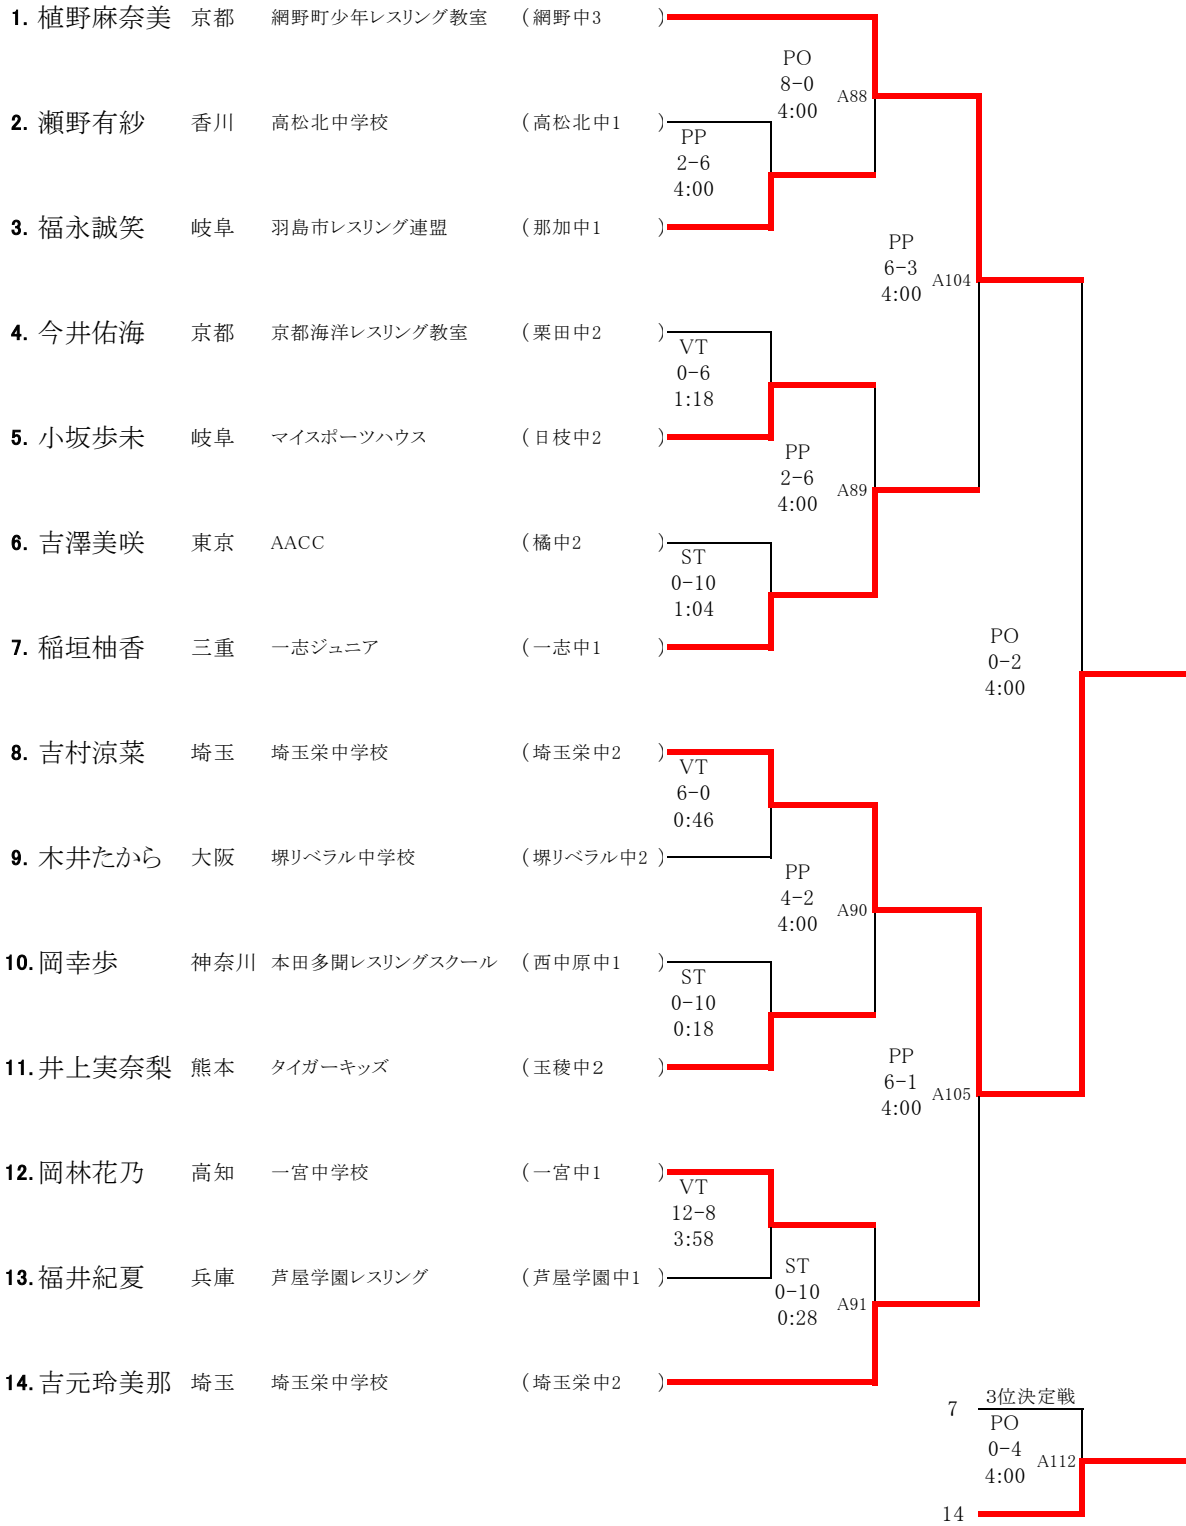 1. 植野麻奈美 京都 網野町少年レスリング教室 (網野中3 )
PO
8-0
4:00
A88
2. 瀬野有紗 香川 高松北中学校 (高松北中1 )
PP
2-6
4:00
3. 福永誠笑 岐阜 羽島市レスリング連盟 (那加中1 )
PP
6-3
4:00
A104
4. 今井佑海 京都 京都海洋レスリング教室 (栗田中2 )
VT
0-6
1:18
5. 小坂歩未 岐阜 マイスポーツハウス (日枝中2 )
PP
2-6
4:00
A89
6. 吉澤美咲 東京 AACC (橘中2 )
ST
0-10
1:04
7. 稲垣柚香 三重 一志ジュニア (一志中1 )
PO
0-2
4:00
8. 吉村涼菜 埼玉 埼玉栄中学校 (埼玉栄中2 )
VT
6-0
0:46
9. 木井たから 大阪 堺リベラル中学校 (堺リベラル中2 )
PP
4-2
4:00
A90
10. 岡幸歩 神奈川 本田多聞レスリングスクール (西中原中1 )
ST
0-10
0:18
11. 井上実奈梨 熊本 タイガーキッズ (玉稜中2 )
PP
6-1
4:00
A105
12. 岡林花乃 高知 一宮中学校 (一宮中1 )
VT
12-8
3:58
13. 福井紀夏 兵庫 芦屋学園レスリング (芦屋学園中1 )
ST
0-10
0:28
A91
14. 吉元玲美那 埼玉 埼玉栄中学校 (埼玉栄中2 )
3位決定戦
7
PO
0-4
4:00
A112
14